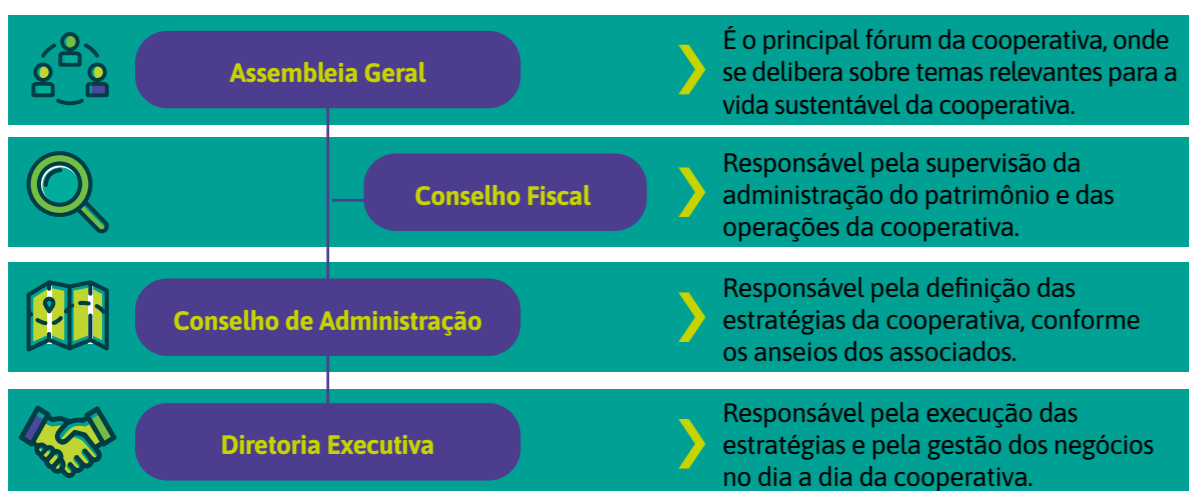 Assembleia Geral
É o principal fórum da cooperativa, onde
se delibera sobre temas relevantes para a
vida sustentável da cooperativa.
Conselho Fiscal
Responsável pela supervisão da
administração do patrimônio e das
operações da cooperativa.
Conselho de Administração
Responsável pela definição das
estratégias da cooperativa, conforme
os anseios dos associados.
Diretoria Executiva
Responsável pela execução das
estratégias e pela gestão dos negócios
no dia a dia da cooperativa.